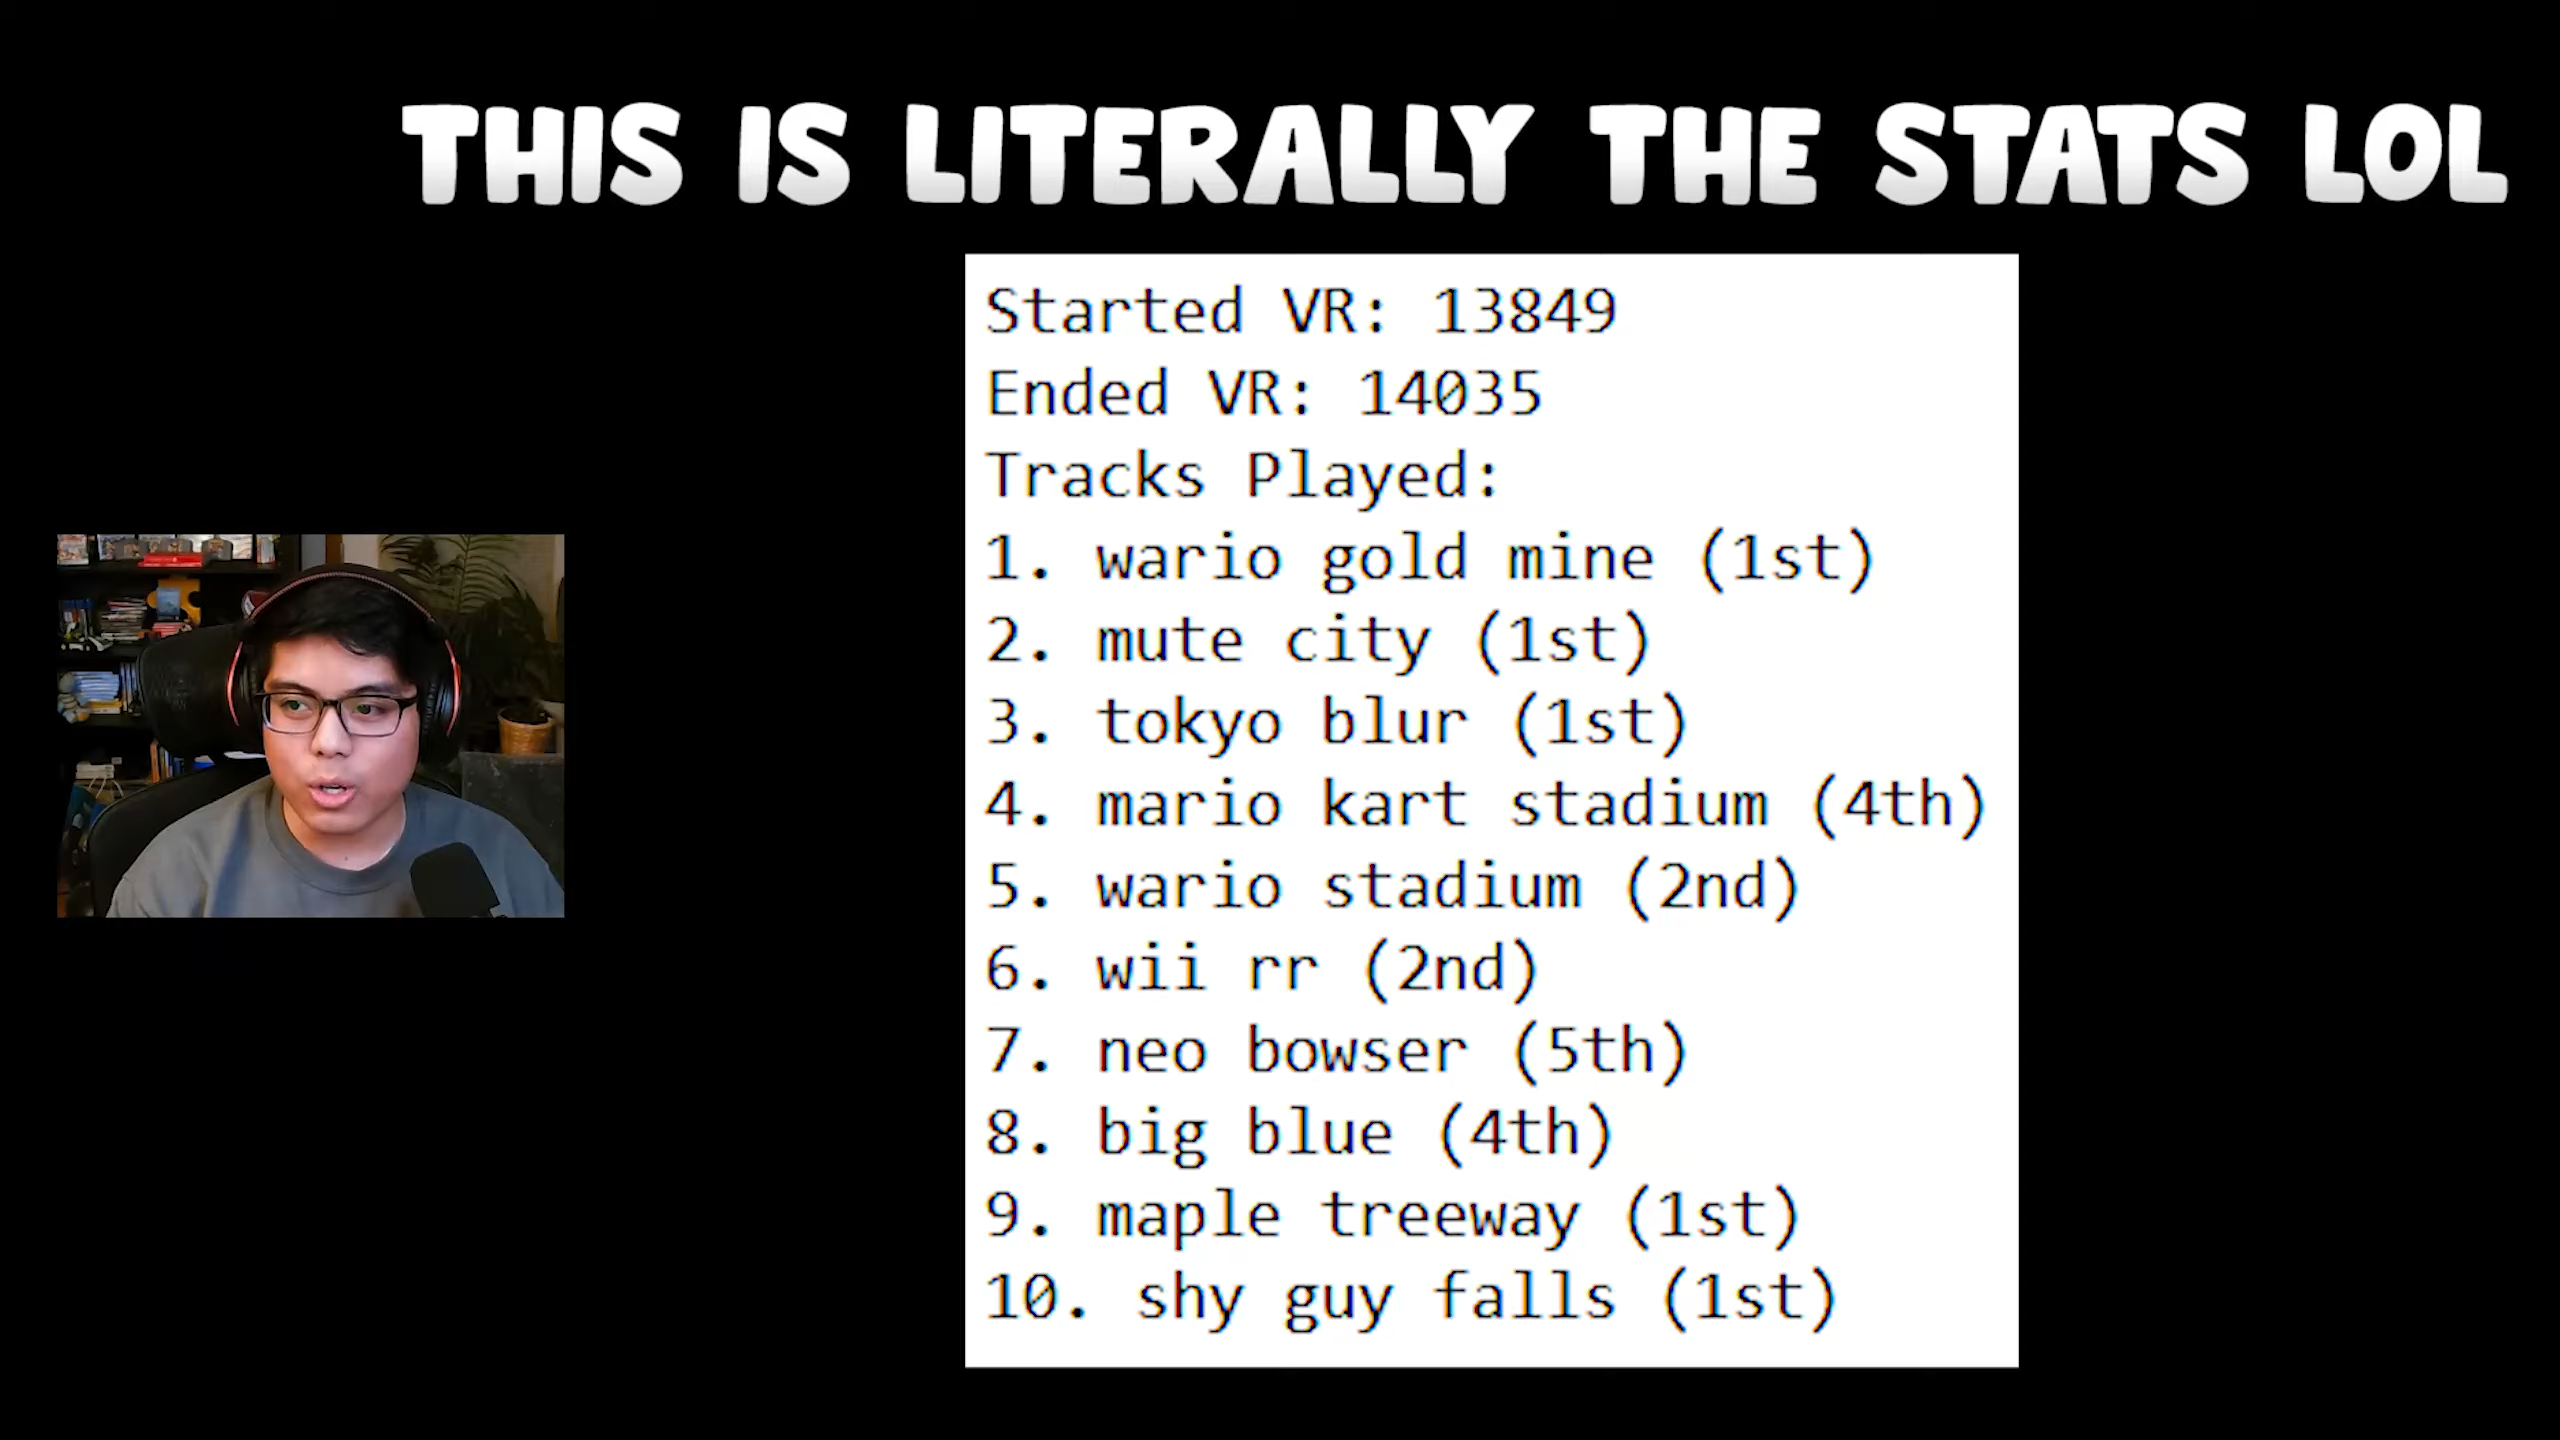 THIS IS LITERALLY THE STATS LOL
Started VR: 13849
Ended VR: 14035
Tracks Played:
1. wario gold mine (1st)
2. mute city (1st)
3. tokyo blur (1st)
4. mario kart stadium (4th)
5. wario stadium (2nd)
6. wii rr (2nd)
7. neo bowser (5th)
8. big blue (4th)
9. maple treeway (1st)
10. shy guy falls (1st)